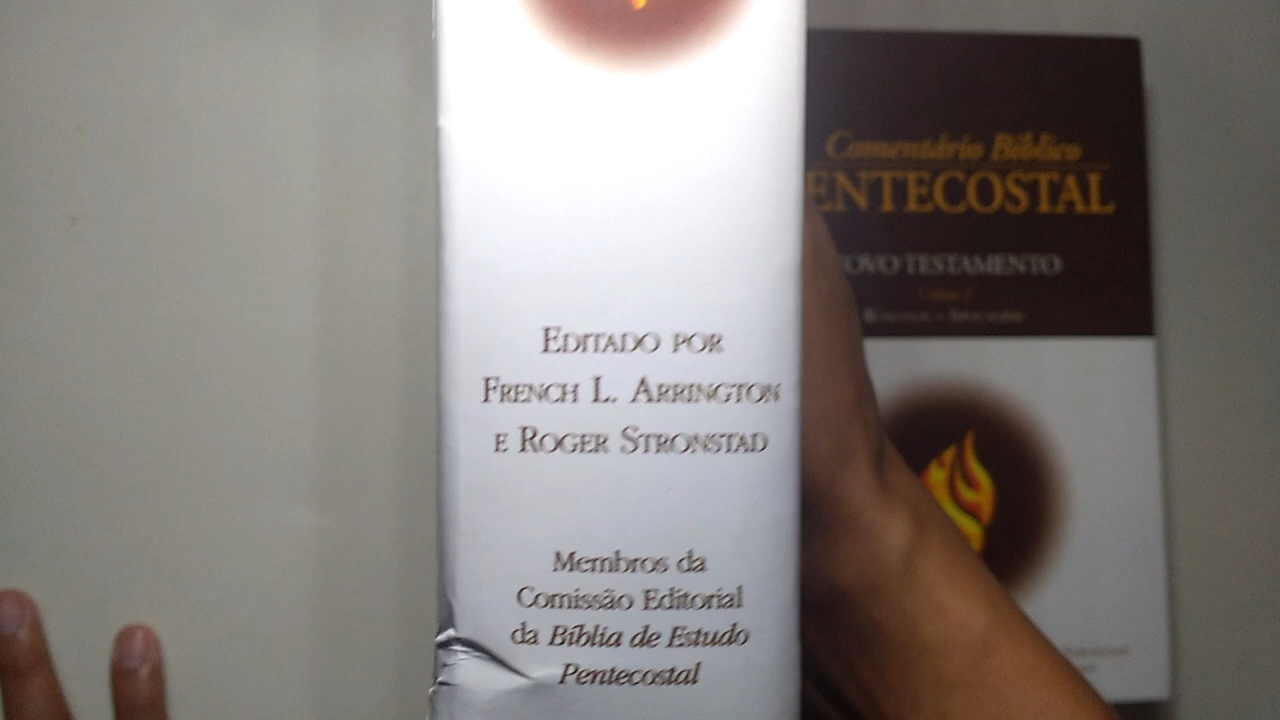 EDITADO POR
FRENCH L. ARRINGTON
E ROGER STRONSTAD
Membros da
Comissão Editorial
da Bíblia de Estudo
Pentecostal
Comentário Bíblico
ENTECOSTAL
OVO TESTAMENTO